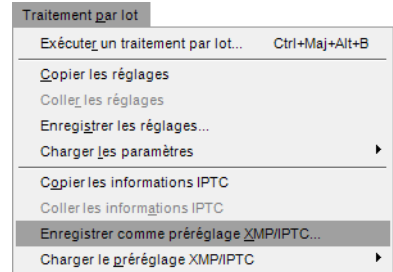 Traitement par lot
Exécuter un traitement par lot... Ctrl+Maj+Alt+B
Copier les réglages
Coller les réglages
Enregistrer les réglages...
Charger les paramètres
Copier les informations IPTC
Coller les informations IPTC
Enregistrer comme préréglage XMP/IPTC...
Charger le préréglage XMP/IPTC